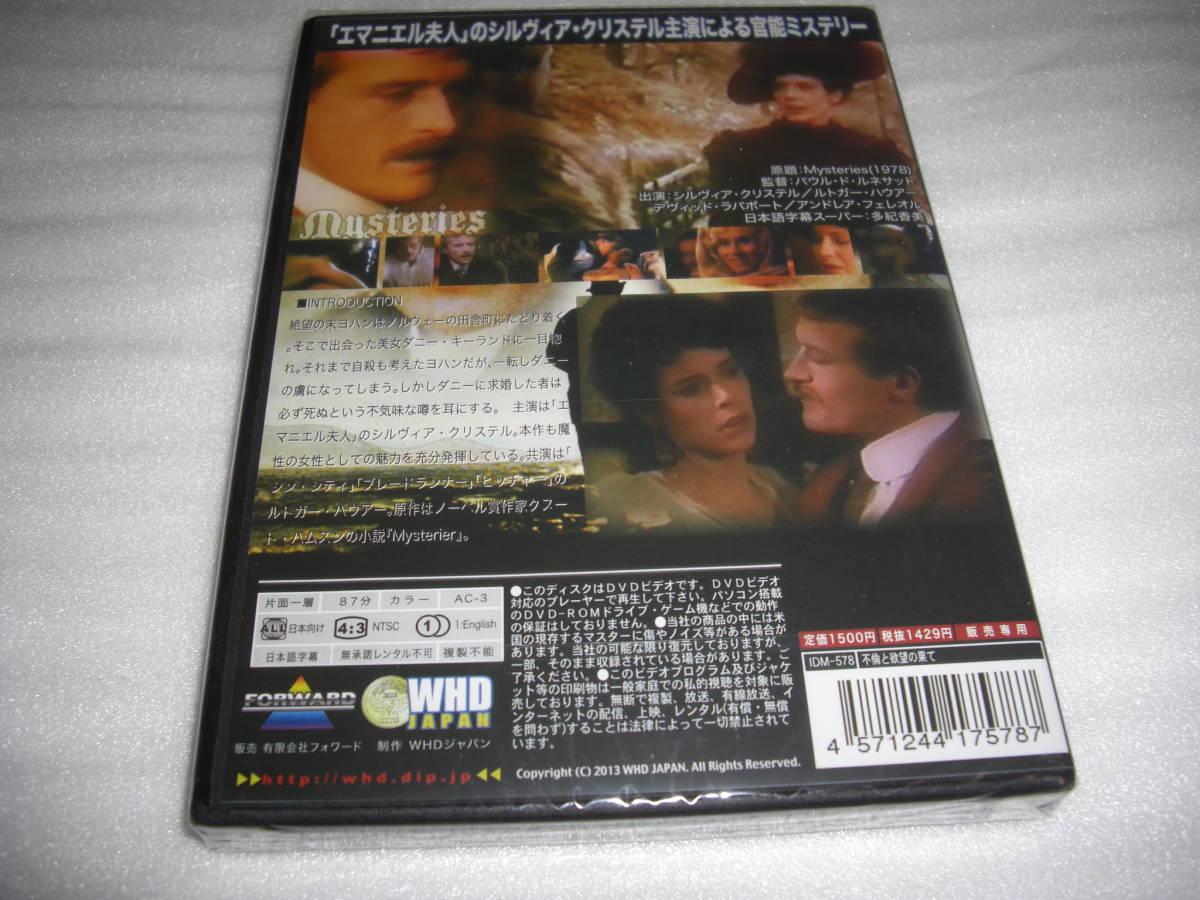 「エマニエル夫人」のシルヴィア・クリステル主演による官能ミステリー
原題:Mysteries(1978)
監督:パウル・ド・ルネサット
出演:シルヴィア・クリステル/ルトガー・ハウアー
デヴィッド・ラパポート/アンドレア・フェレオル
日本語字幕スーパー:多紀香美
Mysteries
■INTRODUCTION
絶望の末ヨハンはノルウェーの田舎町にたどり着く
。そこで出会った美女ダニー・キーランドに一目惚
れ。それまで自殺も考えたヨハンだが、一転しダニー
の虜になってしまう。しかしダニーに求婚した者は
必ず死ぬという不気味な噂を耳にする。 主演は「エ
マニエル夫人」のシルヴィア・クリステル。本作も魔
性の女性としての魅力を充分発揮している。共演は「
シン・シティ」「ブレードランナー」「ヒッチャー」の
ルトガー・ハウアー。原作はノーベル賞作家クヌー
ト・ハムスンの小説『Mysterier』。
片面一層 87分 カラー AC-3
ALL 日本向け 4:3 NTSC 1 1:English
日本語字幕 無承諾レンタル不可 複製不能
FORWARD WHD JAPAN
販売 有限会社フォワード 制作 WHDジャパン
▶▶http://whd.dip.jp◀◀
●このディスクはDVDビデオです。DVDビデオ
対応のプレーヤーで再生して下さい。パソコン搭載
のDVD-ROMドライブ・ゲーム機などでの動作
の保証はしておりません。●当社の商品の中には米
国の現存するマスターに傷やノイズ等がある場合が
あります。当社の可能な限り復元しておりますが、
一部、そのまま収録されている場合があります。ご
了承ください。●このビデオプログラム及びジャケ
ット等の印刷物は一般家庭での私的視聴を対象に販
売しております。無断で複製、放送、有線放送、イ
ンターネットの配信、上映、レンタル(有償・無償
を問わず)することは法律によって一切禁止されて
います。
Copyright (C) 2013 WHD JAPAN. All Rights Reserved.
定価1500円 税抜1429円 販売専用
IDM-578 不倫と欲望の果て
4 571244 175787